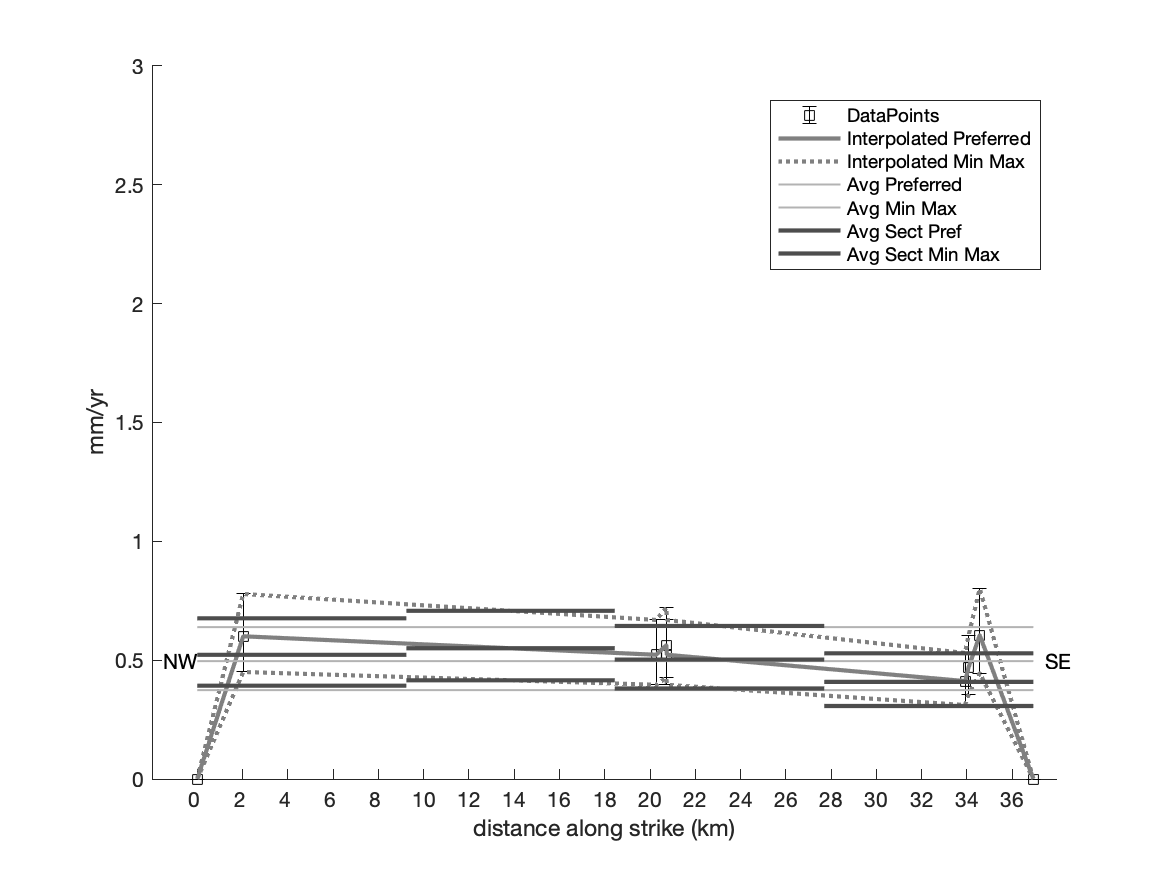 3
2.5
2
1.5
1
0.5
0
mm/yr
DataPoints
Interpolated Preferred
Interpolated Min Max
Avg Preferred
Avg Min Max
Avg Sect Pref
Avg Sect Min Max
NW
SE
0 2 4 6 8 10 12 14 16 18 20 22 24 26 28 30 32 34 36
distance along strike (km)